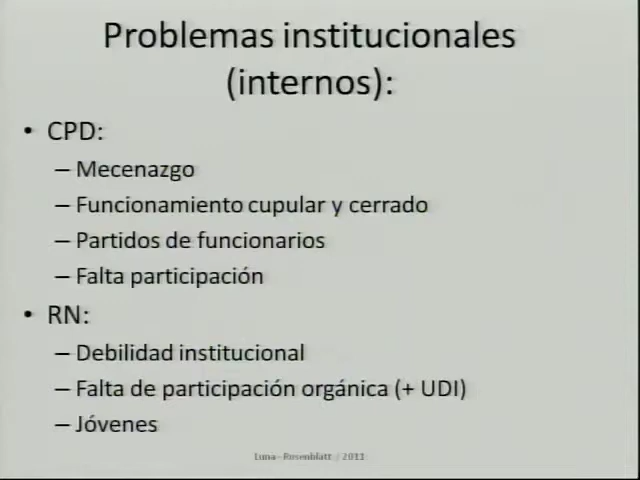 Problemas institucionales
(internos):
• CPD:
– Mecenazgo
– Funcionamiento cupular y cerrado
– Partidos de funcionarios
– Falta participación
• RN:
– Debilidad institucional
– Falta de participación orgánica (+ UDI)
– Jóvenes
Luna - Rosenblatt / 2011